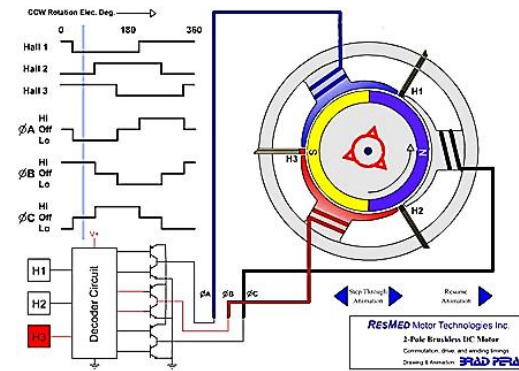 CCW Rotation Elec. Deg.
0 180 360
Hall 1
Hall 2
Hall 3
Hi
ØA Off
Lo
Hi
ØB Off
Lo
Hi
ØC Off
Lo
V+
H1
H2
H3
Decoder Circuit
ØA ØB ØC
H1
H3
H2
S
N
Step Through
Animation
Resume
Animation
RESMED Motor Technologies Inc.
2-Pole Brushless DC Motor
Commutation, drive, and winding timings
Drawing & Animation: BRAD PERA